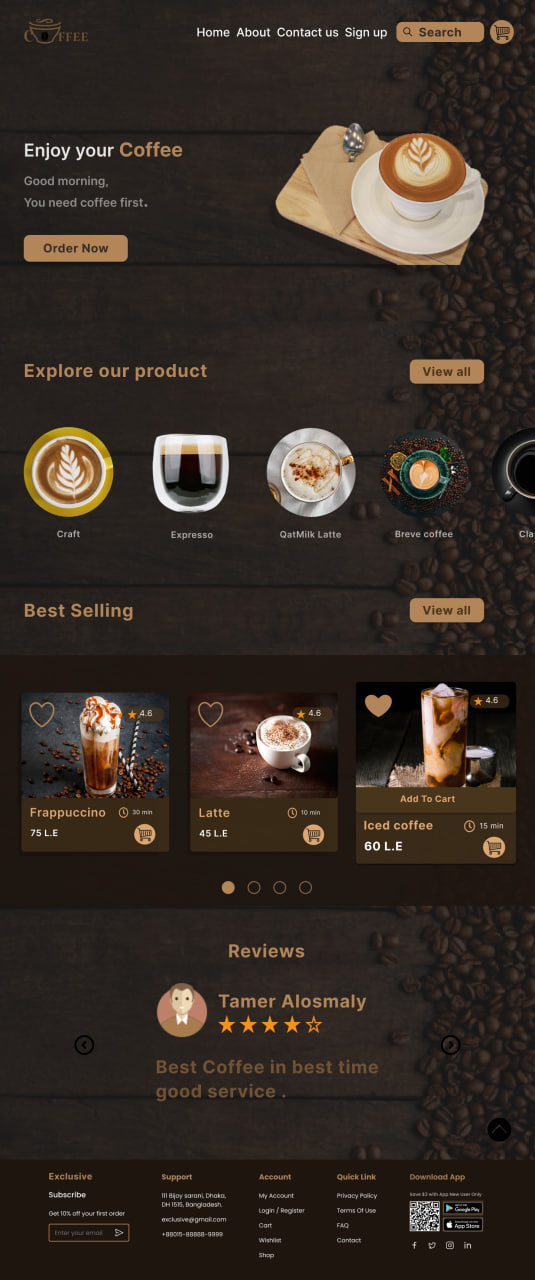 COFFEE
Home About Contact us Sign up Search
Enjoy your Coffee
Good morning,
You need coffee first.
Order Now
Explore our product
View all
Craft
Expresso
QatMilk Latte
Breve coffee
Cla
Best Selling
View all
4.6
Frappuccino
30 min
75 L.E
4.6
Latte
10 min
45 L.E
4.6
Add To Cart
Iced coffee
15 min
60 L.E
Reviews
Tamer Alosmaly
Best Coffee in best time
good service .
Exclusive
Subscribe
Get 10% off your first order
Enter your email
Support
111 Bijoy sarani, Dhaka,
DH 1515, Bangladesh.
exclusive@gmail.com
+88015-88888-9999
Account
My Account
Login / Register
Cart
Wishlist
Shop
Quick Link
Privacy Policy
Terms Of Use
FAQ
Contact
Download App
Save $3 with App New User Only
Google Play
App Store